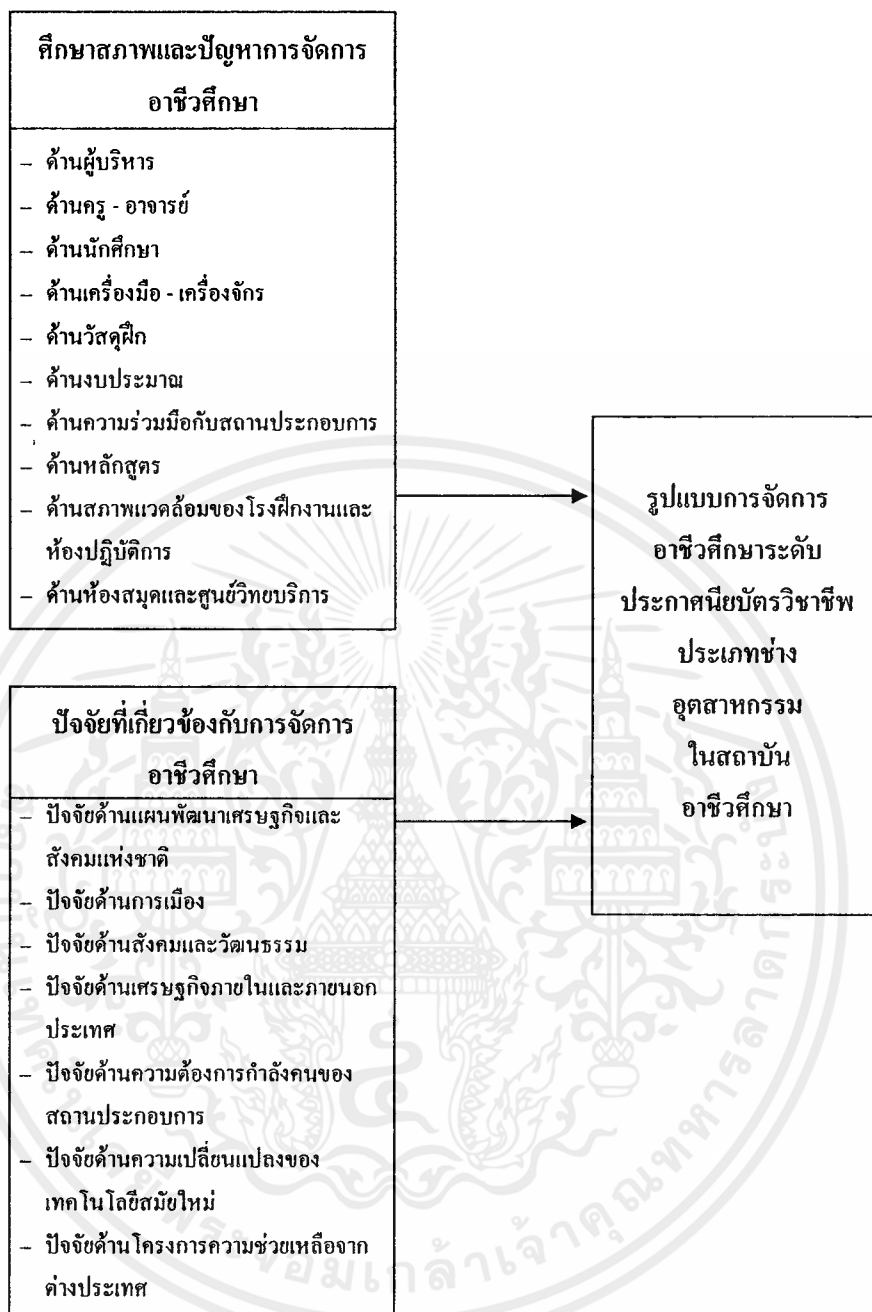 ศึกษาสภาพและปัญหาการจัดการ
อาชีวศึกษา
– ด้านผู้บริหาร
– ด้านครู - อาจารย์
– ด้านนักศึกษา
– ด้านเครื่องมือ - เครื่องจักร
– ด้านวัสดุฝึก
– ด้านงบประมาณ
– ด้านความร่วมมือกับสถานประกอบการ
– ด้านหลักสูตร
– ด้านสภาพแวดล้อมของโรงฝึกงานและ
ห้องปฏิบัติการ
– ด้านห้องสมุดและศูนย์วิทยบริการ
ปัจจัยที่เกี่ยวข้องกับการจัดการ
อาชีวศึกษา
– ปัจจัยด้านแผนพัฒนาเศรษฐกิจและ
สังคมแห่งชาติ
– ปัจจัยด้านการเมือง
– ปัจจัยด้านสังคมและวัฒนธรรม
– ปัจจัยด้านเศรษฐกิจภายในและภายนอก
ประเทศ
– ปัจจัยด้านความต้องการกำลังคนของ
สถานประกอบการ
– ปัจจัยด้านความเปลี่ยนแปลงของ
เทคโนโลยีสมัยใหม่
– ปัจจัยด้านโครงการความช่วยเหลือจาก
ต่างประเทศ
รูปแบบการจัดการ
อาชีวศึกษาระดับ
ประกาศนียบัตรวิชาชีพ
ประเภทช่าง
อุตสาหกรรม
ในสถาบัน
อาชีวศึกษา
พระจอมเกล้าเจ้าคุณทหารลาดกระบัง